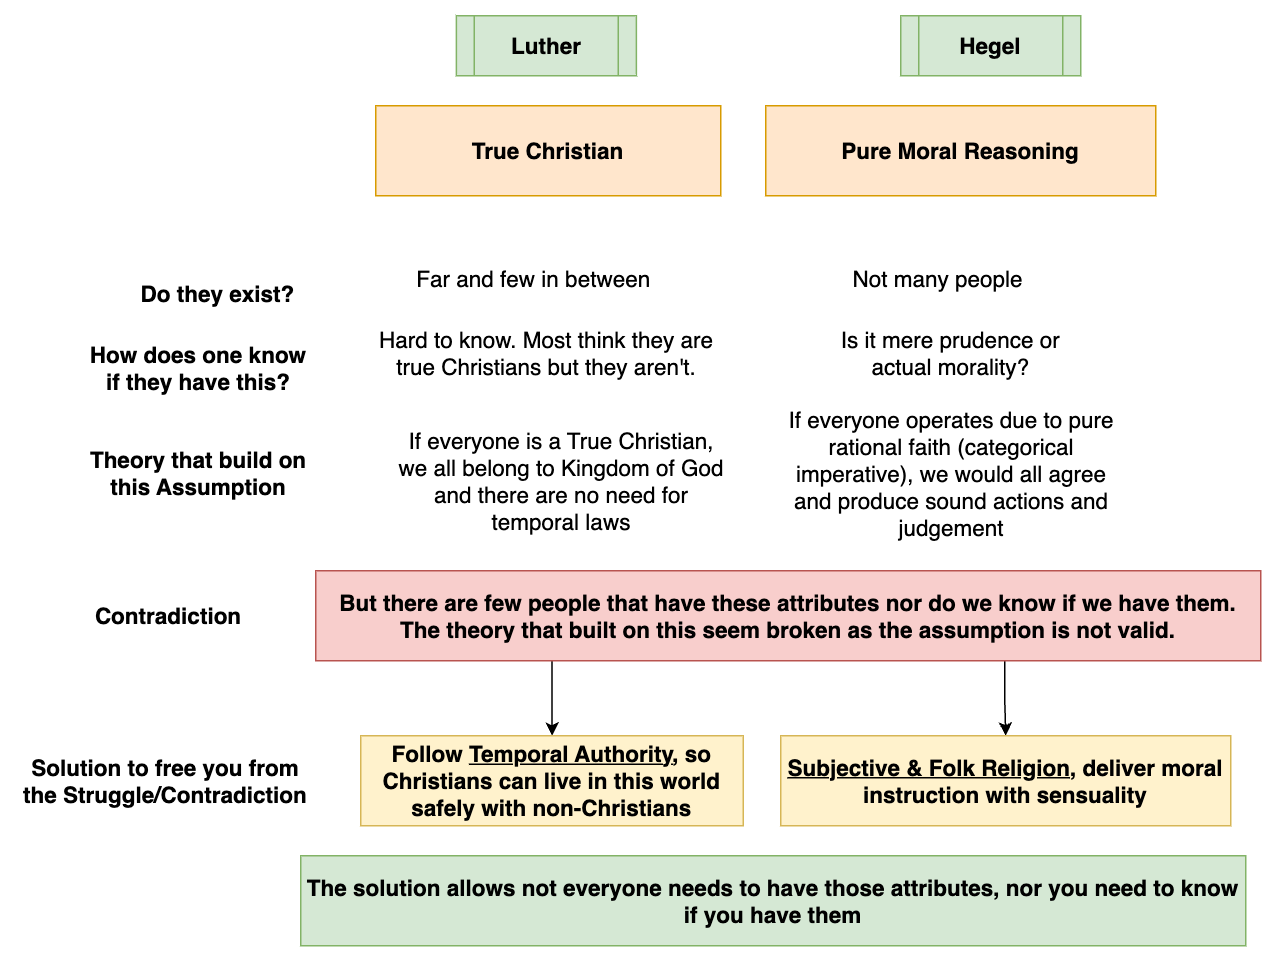 Luther
Hegel
True Christian
Pure Moral Reasoning
Do they exist?
Far and few in between
Not many people
How does one know
if they have this?
Hard to know. Most think they are
true Christians but they aren't.
Is it mere prudence or
actual morality?
Theory that build on
this Assumption
If everyone is a True Christian,
we all belong to Kingdom of God
and there are no need for
temporal laws
If everyone operates due to pure
rational faith (categorical
imperative), we would all agree
and produce sound actions and
judgement
Contradiction
But there are few people that have these attributes nor do we know if we have them.
The theory that built on this seem broken as the assumption is not valid.
Solution to free you from
the Struggle/Contradiction
Follow Temporal Authority, so
Christians can live in this world
safely with non-Christians
Subjective & Folk Religion, deliver moral
instruction with sensuality
The solution allows not everyone needs to have those attributes, nor you need to know
if you have them